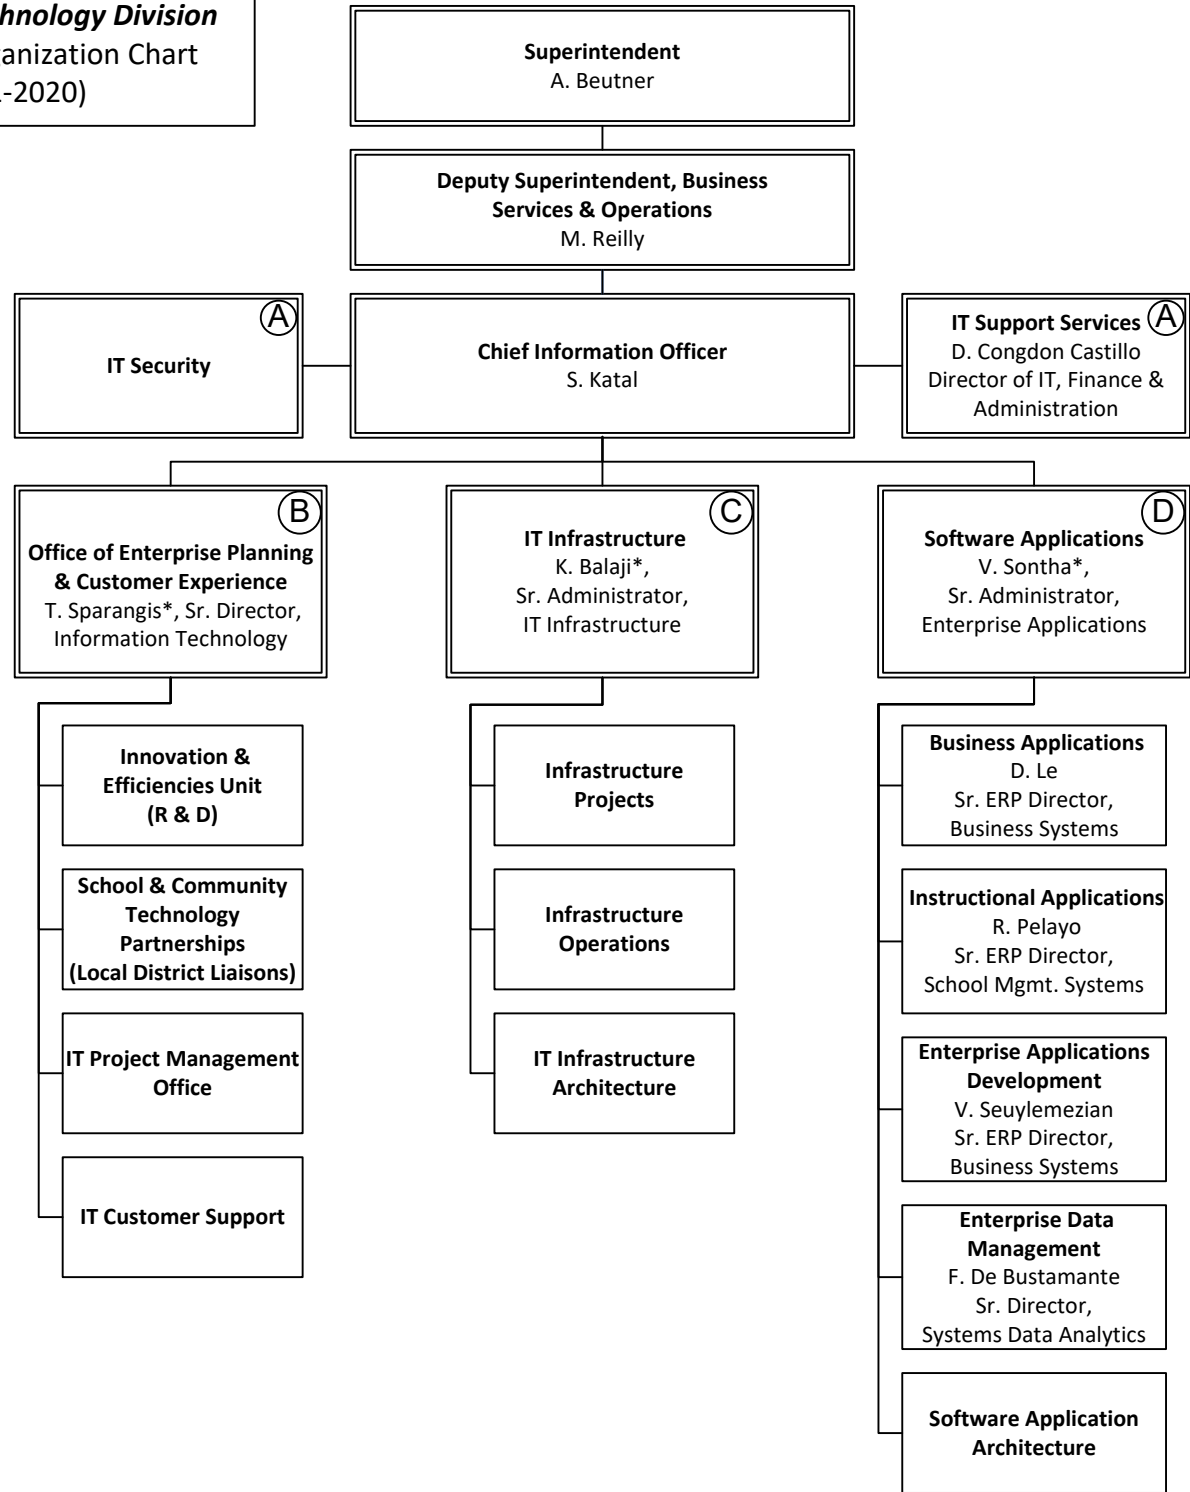 Division
Organization Chart
-2020)
Superintendent
A. Beutner
Deputy Superintendent, Business
Services & Operations
M. Reilly
A
IT Security
Chief Information Officer
S. Katal
A
IT Support Services
D. Congdon Castillo
Director of IT, Finance &
Administration
B
Office of Enterprise Planning
& Customer Experience
T. Sparangis*, Sr. Director,
Information Technology
C
IT Infrastructure
K. Balaji*,
Sr. Administrator,
IT Infrastructure
D
Software Applications
V. Sontha*,
Sr. Administrator,
Enterprise Applications
Innovation &
Efficiencies Unit
(R & D)
School & Community
Technology
Partnerships
(Local District Liaisons)
IT Project Management
Office
IT Customer Support
Infrastructure
Projects
Infrastructure
Operations
IT Infrastructure
Architecture
Business Applications
D. Le
Sr. ERP Director,
Business Systems
Instructional Applications
R. Pelayo
Sr. ERP Director,
School Mgmt. Systems
Enterprise Applications
Development
V. Seuylemezian
Sr. ERP Director,
Business Systems
Enterprise Data
Management
F. De Bustamante
Sr. Director,
Systems Data Analytics
Software Application
Architecture